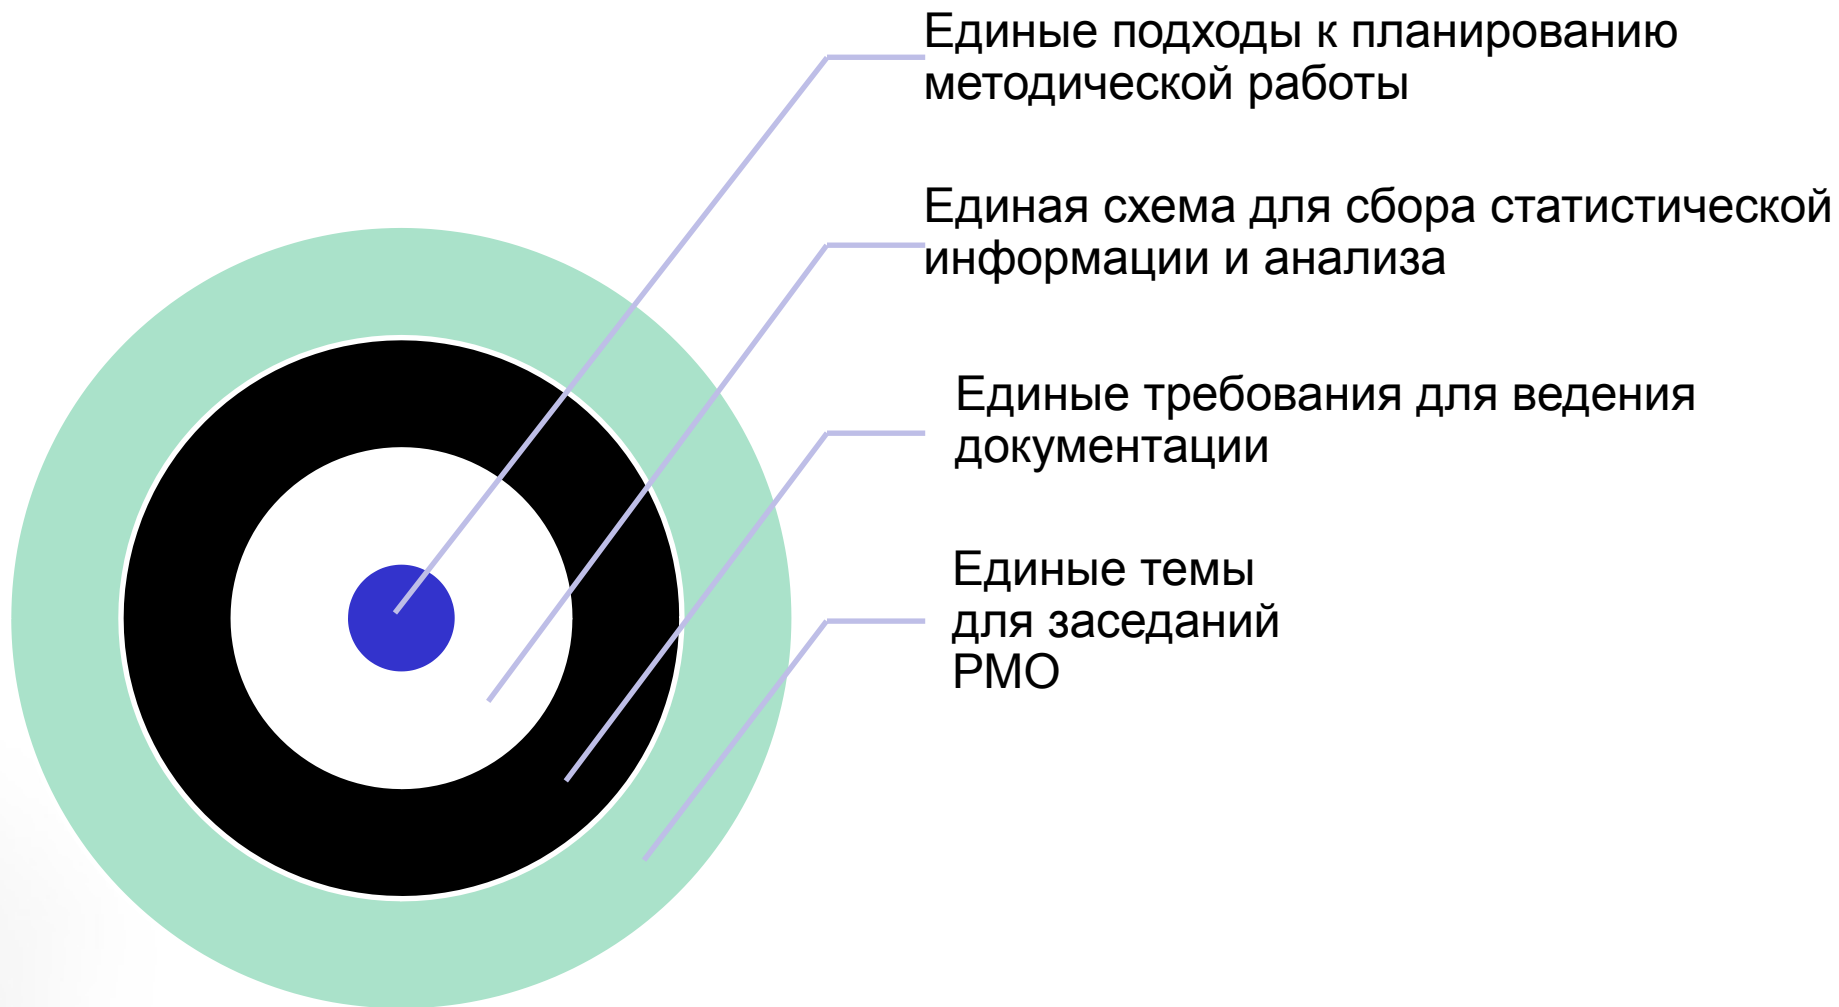 Единые подходы к планированию
методической работы
Единая схема для сбора статистической
информации и анализа
Единые требования для ведения
документации
Единые темы
для заседаний
РМО